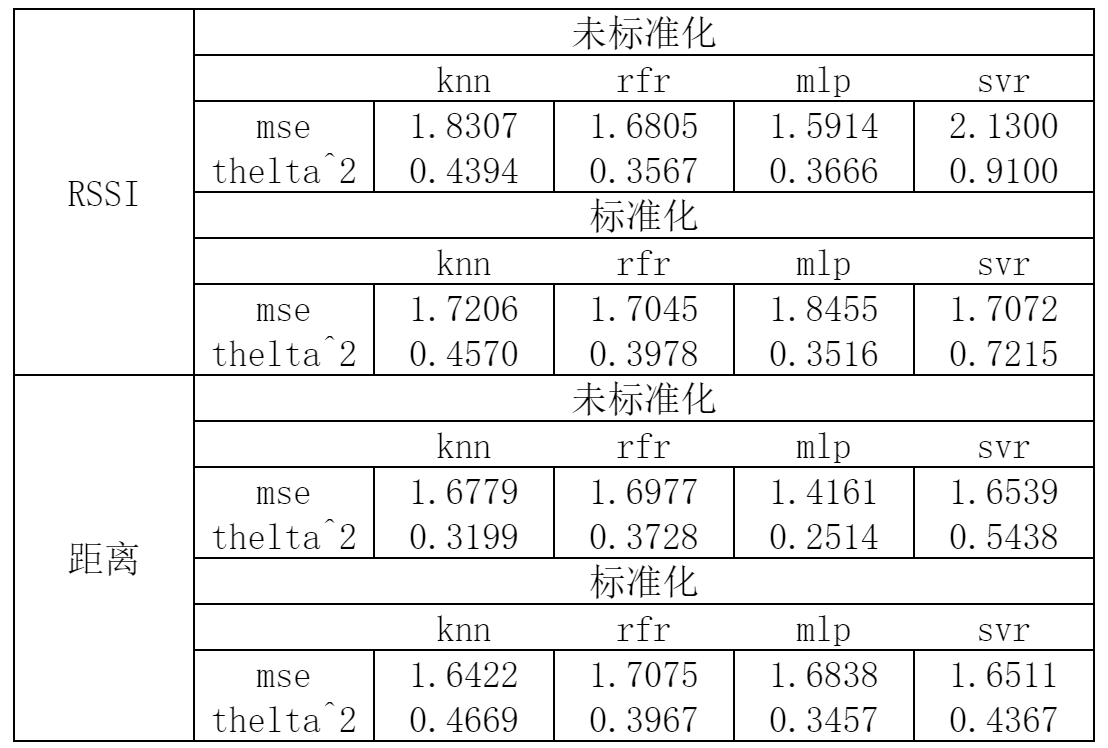 RSSI
未标准化
knn rfr mlp svr
mse 1.8307 1.6805 1.5914 2.1300
thelta^2 0.4394 0.3567 0.3666 0.9100
标准化
knn rfr mlp svr
mse 1.7206 1.7045 1.8455 1.7072
thelta^2 0.4570 0.3978 0.3516 0.7215
距离
未标准化
knn rfr mlp svr
mse 1.6779 1.6977 1.4161 1.6539
thelta^2 0.3199 0.3728 0.2514 0.5438
标准化
knn rfr mlp svr
mse 1.6422 1.7075 1.6838 1.6511
thelta^2 0.4669 0.3967 0.3457 0.4367